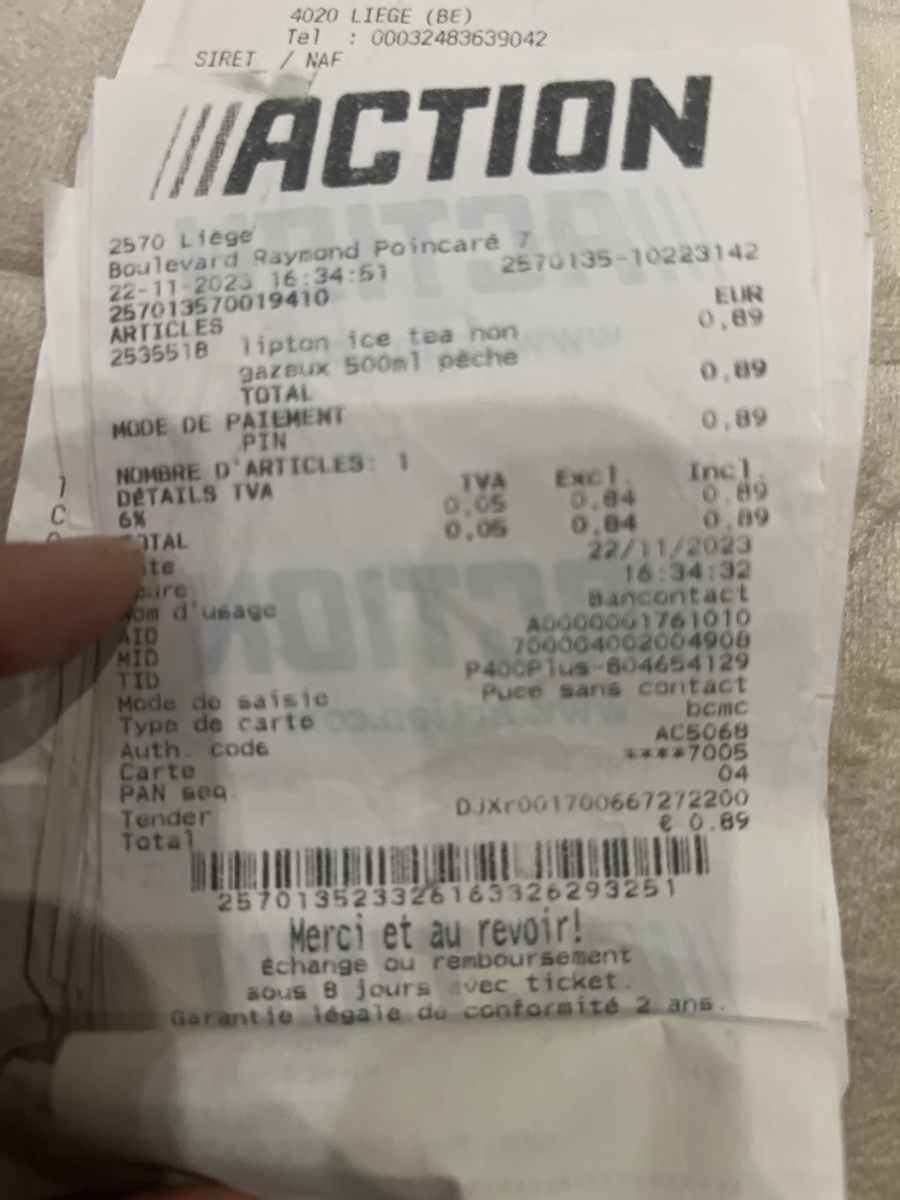 4020 LIEGE (BE)
Tel : 00032483639042
SIRET / NAF
ACTION
2570 Liège
Boulevard Raymond Poincaré 7
22-11-2023 16:34:51 2570135-10223142
257013570019410
ARTICLES EUR
2535518 lipton ice tea non 0,89
gazeux 500ml pêche
TOTAL 0,89
MODE DE PAIEMENT
PIN 0,89
NOMBRE D'ARTICLES: 1
DÉTAILS TVA TVA Excl. Incl.
6% 0,05 0,84 0,89
TOTAL 0,05 0,84 0,89
22/11/2023
16:34:32
Nom d'usage Bancontact
AID A0000001761010
MID 700004002004908
TID P400Plus-804654129
Mode de saisie Puce sans contact
Type de carte bcmc
Auth. code AC5068
Carte ****7005
PAN seq. 04
Tender DJXr001700667272200
Total € 0.89
257013523326163326293251
Merci et au revoir!
Échange ou remboursement
sous 8 jours avec ticket.
Garantie légale de conformité 2 ans.